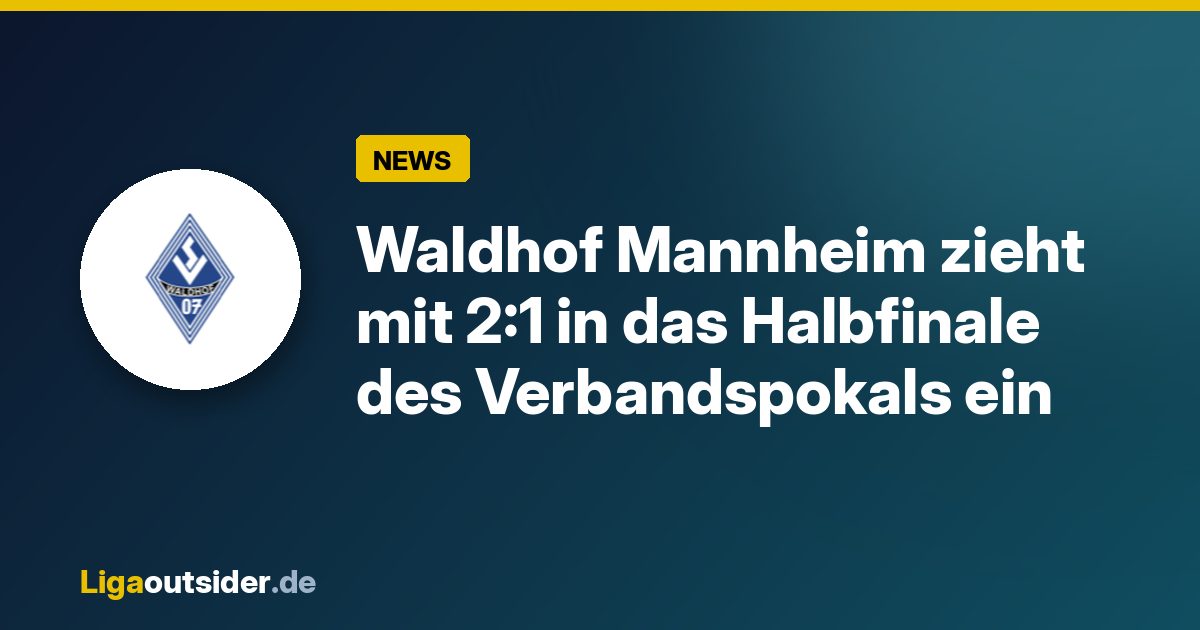 NEWS
Waldhof Mannheim zieht
mit 2:1 in das Halbfinale
des Verbandspokals ein
WALDHOF
07
Ligaoutsider.de